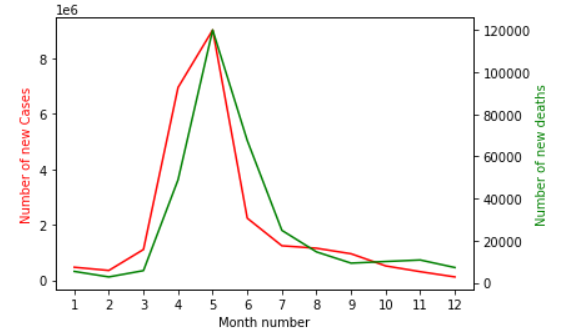 1e6
8
6
4
2
0
Number of new Cases
120000
100000
80000
60000
40000
20000
0
Number of new deaths
1 2 3 4 5 6 7 8 9 10 11 12
Month number